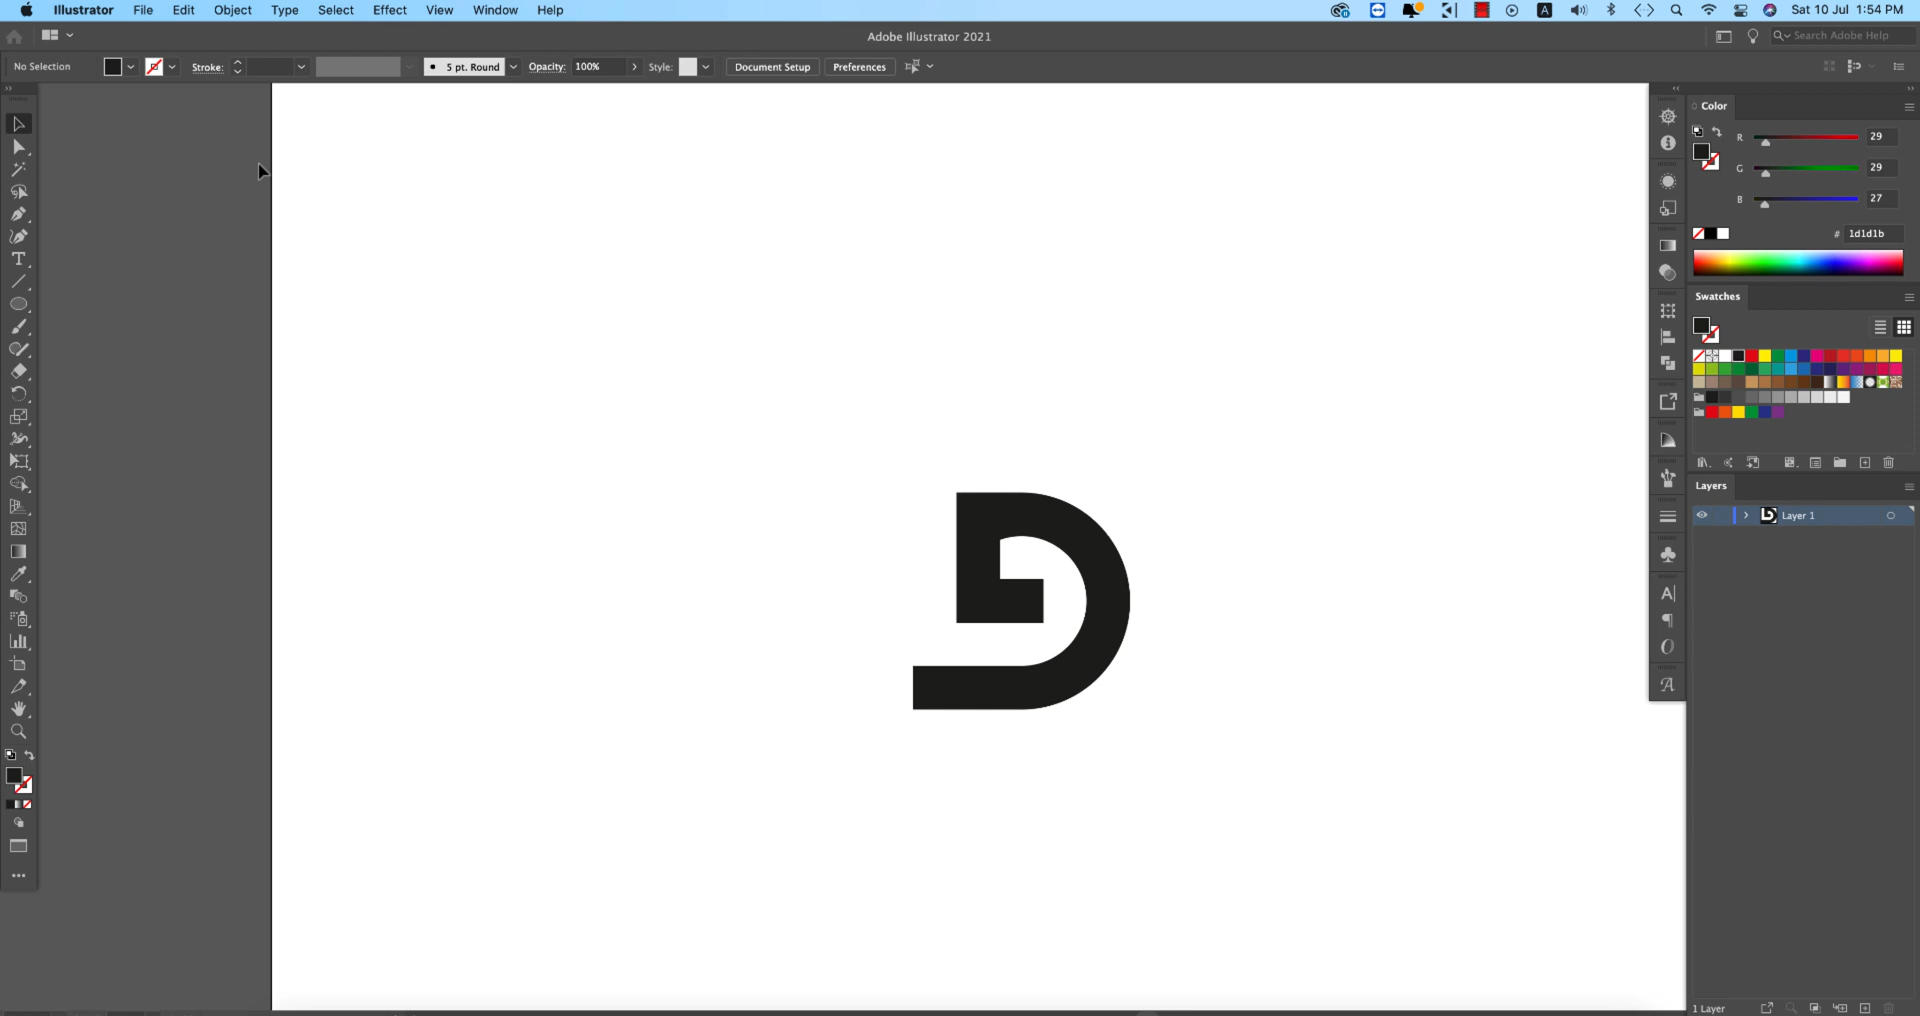 Illustrator File Edit Object Type Select Effect View Window Help A Sat 10 Jul 1:54 PM
Adobe Illustrator 2021 Search Adobe Help
No Selection Stroke: 5 pt. Round Opacity: 100% Style: Document Setup Preferences
Color
R 29
G 29
B 27
# 1d1d1b
Swatches
Layers
Layer 1
1 Layer